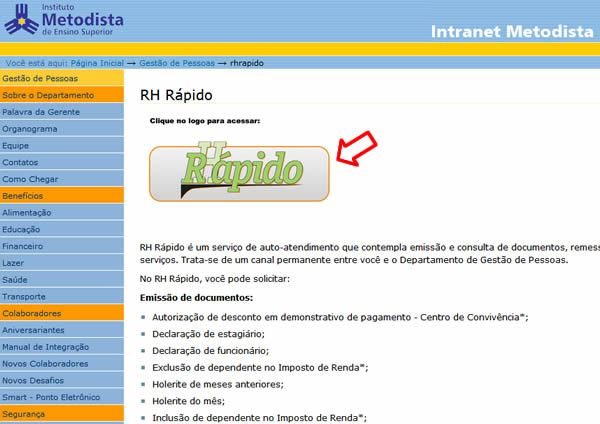 Instituto
Metodista
de Ensino Superior
Intranet Metodista
Você está aqui: Página Inicial → Gestão de Pessoas → rhrapido
Gestão de Pessoas
Sobre o Departamento
Palavra da Gerente
Organograma
Equipe
Contatos
Como Chegar
Benefícios
Alimentação
Educação
Financeiro
Lazer
Saúde
Transporte
Colaboradores
Aniversariantes
Manual de Integração
Novos Colaboradores
Novos Desafios
Smart - Ponto Eletrônico
Segurança
RH Rápido
Clique no logo para acessar:
RH Rápido
RH Rápido é um serviço de auto-atendimento que contempla emissão e consulta de documentos, remess
serviços. Trata-se de um canal permanente entre você e o Departamento de Gestão de Pessoas.
No RH Rápido, você pode solicitar:
Emissão de documentos:
Autorização de desconto em demonstrativo de pagamento - Centro de Convivência*;
Declaração de estagiário;
Declaração de funcionário;
Exclusão de dependente no Imposto de Renda*;
Holerite de meses anteriores;
Holerite do mês;
Inclusão de dependente no Imposto de Renda*;